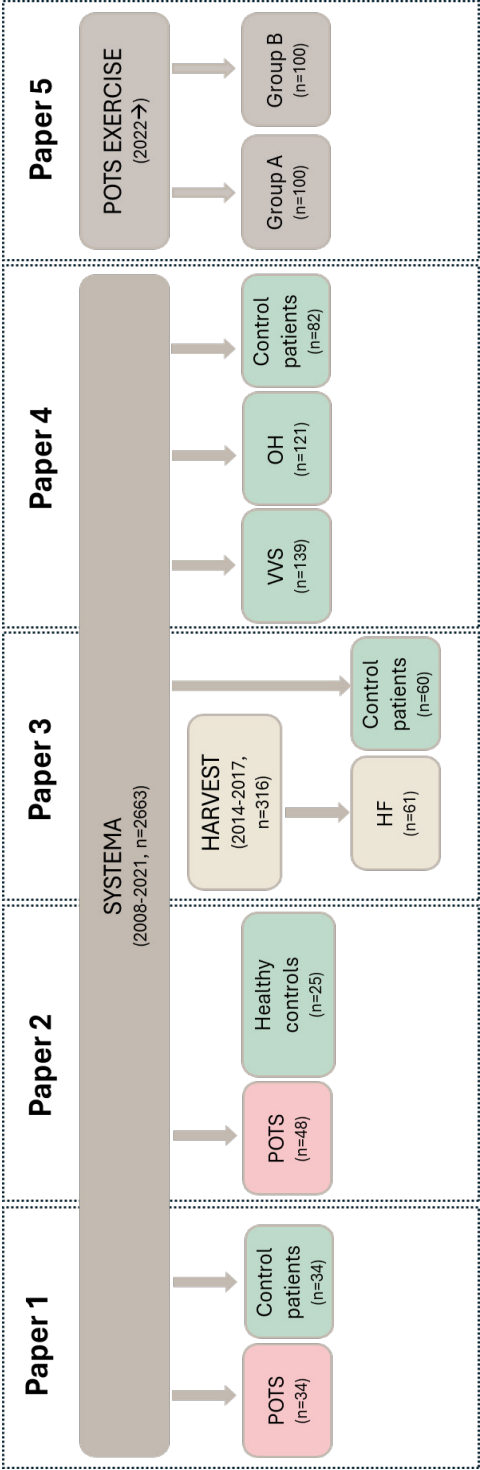 Paper 1
Paper 2
Paper 3
Paper 4
Paper 5
SYSTEMA
(2008-2021, n=2663)
POTS EXERCISE
(2022→)
POTS
(n=34)
Control
patients
(n=34)
POTS
(n=48)
Healthy
controls
(n=25)
HARVEST
(2014-2017,
n=316)
HF
(n=61)
Control
patients
(n=60)
VVS
(n=139)
OH
(n=121)
Control
patients
(n=82)
Group A
(n=100)
Group B
(n=100)